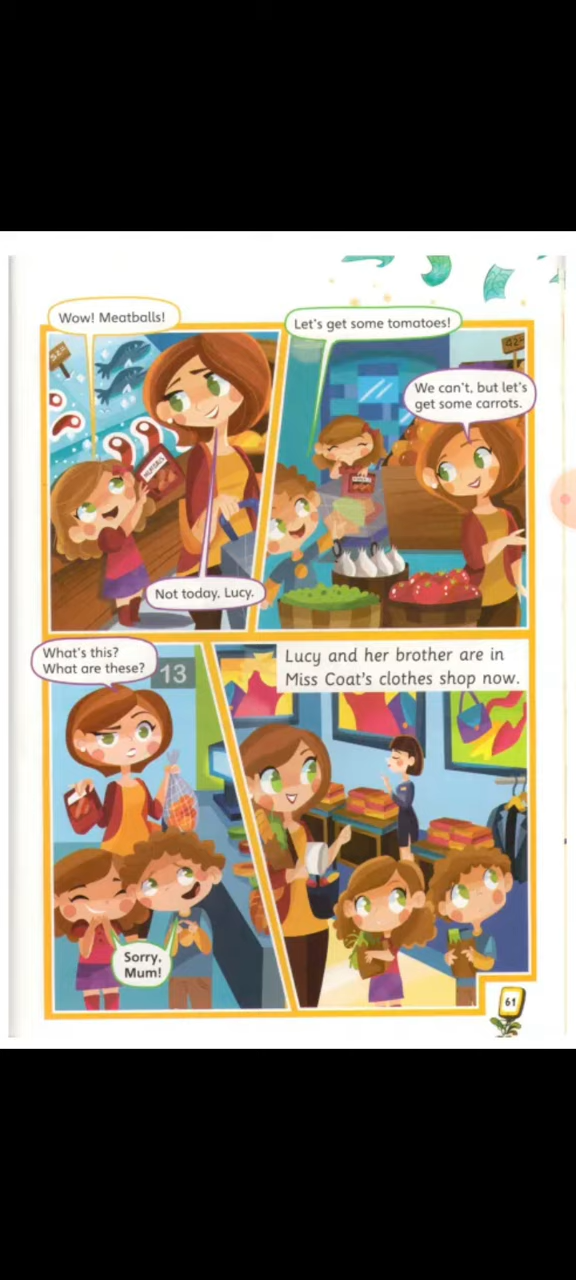 Wow! Meatballs!
Not today, Lucy.
Let's get some tomatoes!
We can't, but let's
get some carrots.
What's this?
What are these?
13
Sorry,
Mum!
Lucy and her brother are in
Miss Coat's clothes shop now.
61